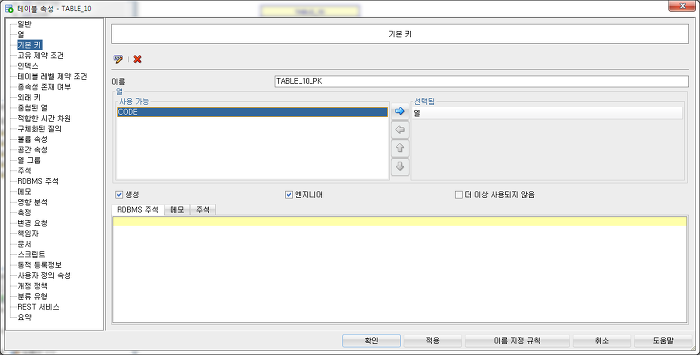 테이블 속성 - TABLE_10
일반
열
기본 키
고유 제약 조건
인덱스
테이블 레벨 제약 조건
종속성 존재 여부
외래 키
중첩된 열
적합한 시간 차원
구체화된 질의
볼륨 속성
공간 속성
열 그룹
주석
RDBMS 주석
메모
영향 분석
측정
변경 요청
책임자
문서
스크립트
동적 등록정보
사용자 정의 속성
개정 정책
분류 유형
REST 서비스
요약
기본 키
이름
TABLE_10_PK
열
사용 가능
CODE
선택됨
열
생성
엔지니어
더 이상 사용되지 않음
RDBMS 주석
메모
주석
확인
적용
이름 지정 규칙
취소
도움말